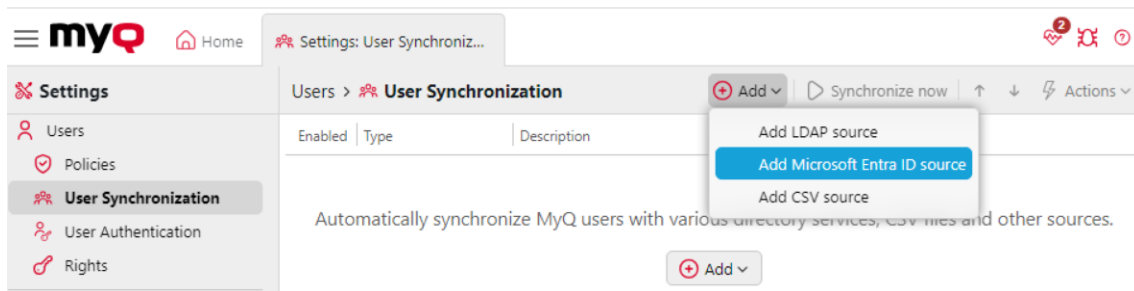 myQ Home Settings: User Synchroniz... 2
Settings Users > User Synchronization Add Synchronize now Actions
Users Enabled Type Description Add LDAP source
Policies Add Microsoft Entra ID source
User Synchronization Add CSV source
User Authentication Automatically synchronize MyQ users with various directory services, CSV files and other sources.
Rights Add